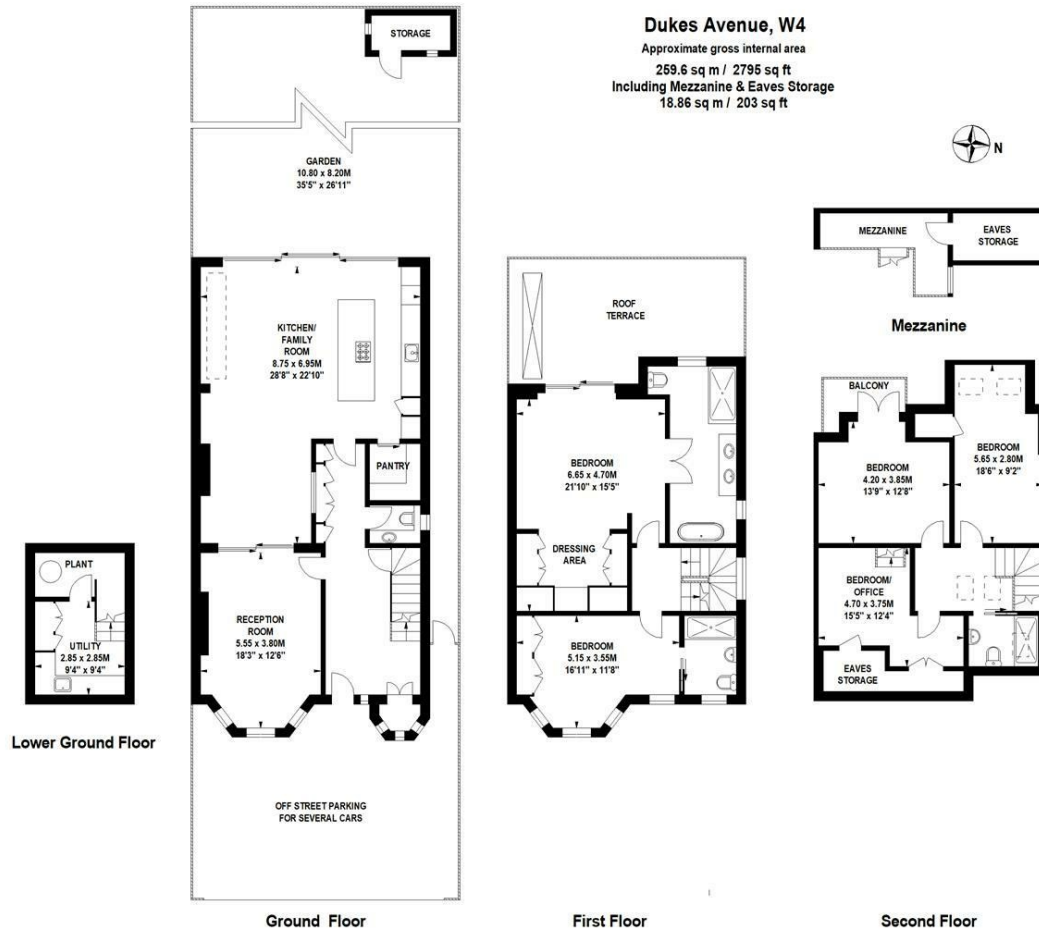 Dukes Avenue, W4
Approximate gross internal area
259.6 sq m / 2795 sq ft
Including Mezzanine & Eaves Storage
18.86 sq m / 203 sq ft
N
STORAGE
GARDEN
10.80 x 8.20M
35'5" x 26'11"
KITCHEN/
FAMILY
ROOM
8.75 x 6.95M
28'8" x 22'10"
PANTRY
RECEPTION
ROOM
5.55 x 3.80M
18'3" x 12'6"
OFF STREET PARKING
FOR SEVERAL CARS
Ground Floor
PLANT
UTILITY
2.85 x 2.85M
9'4" x 9'4"
Lower Ground Floor
ROOF
TERRACE
BEDROOM
6.65 x 4.70M
21'10" x 15'5"
DRESSING
AREA
BEDROOM
5.15 x 3.55M
16'11" x 11'8"
First Floor
MEZZANINE
EAVES
STORAGE
Mezzanine
BALCONY
BEDROOM
4.20 x 3.85M
13'9" x 12'8"
BEDROOM
5.65 x 2.80M
18'6" x 9'2"
BEDROOM/
OFFICE
4.70 x 3.75M
15'5" x 12'4"
EAVES
STORAGE
Second Floor